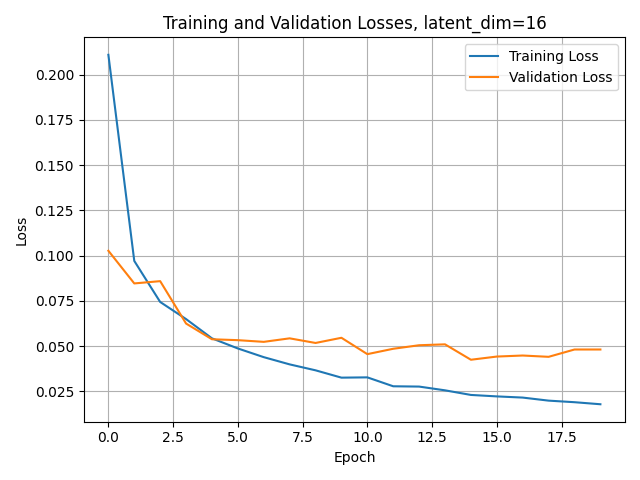 Training and Validation Losses, latent_dim=16
Training Loss
Validation Loss
0.200
0.175
0.150
0.125
0.100
0.075
0.050
0.025
Loss
0.0 2.5 5.0 7.5 10.0 12.5 15.0 17.5
Epoch